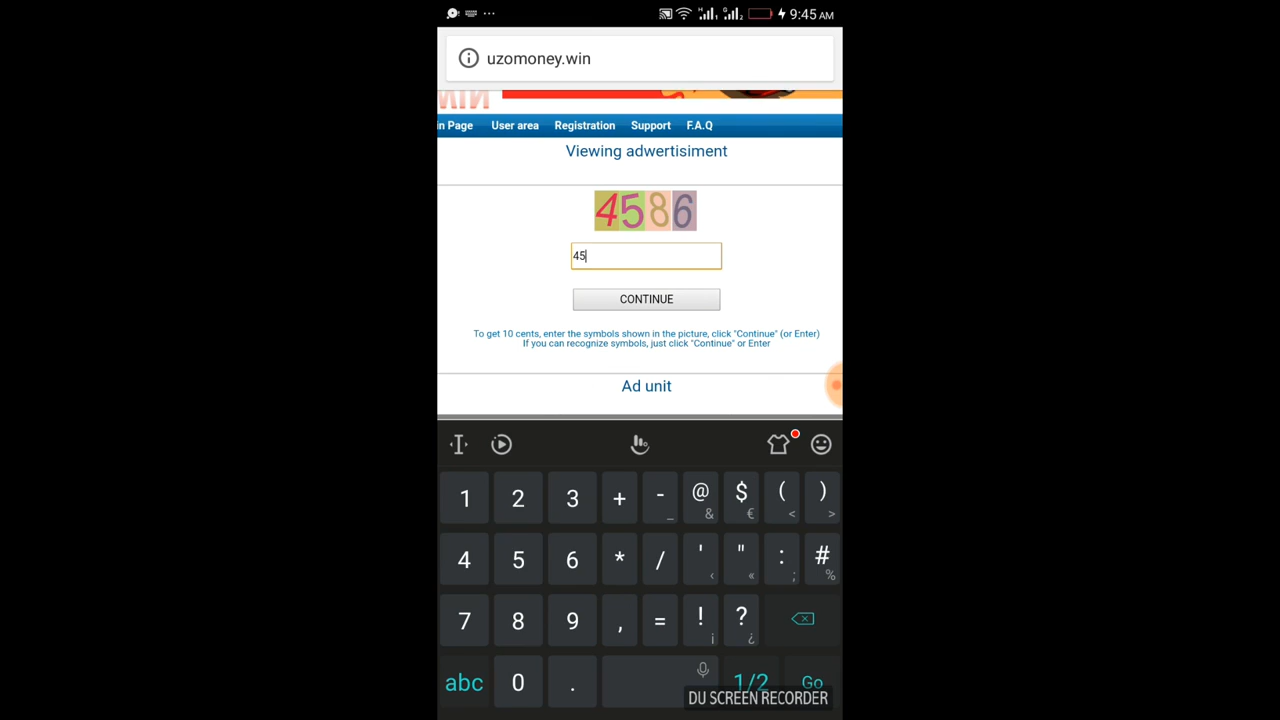 9:45 AM
uzomoney.win
WIN
in Page User area Registration Support F.A.Q
Viewing adwertisiment
4586
45
CONTINUE
To get 10 cents, enter the symbols shown in the picture, click "Continue" (or Enter)
If you can recognize symbols, just click "Continue" or Enter
Ad unit
1 2 3 + - _ @ & $ € ( < ) >
4 5 6 * / ' ‹ " « : ; # %
7 8 9 , = ! ¡ ? ¿
abc 0 . 1/2 Go
DU SCREEN RECORDER